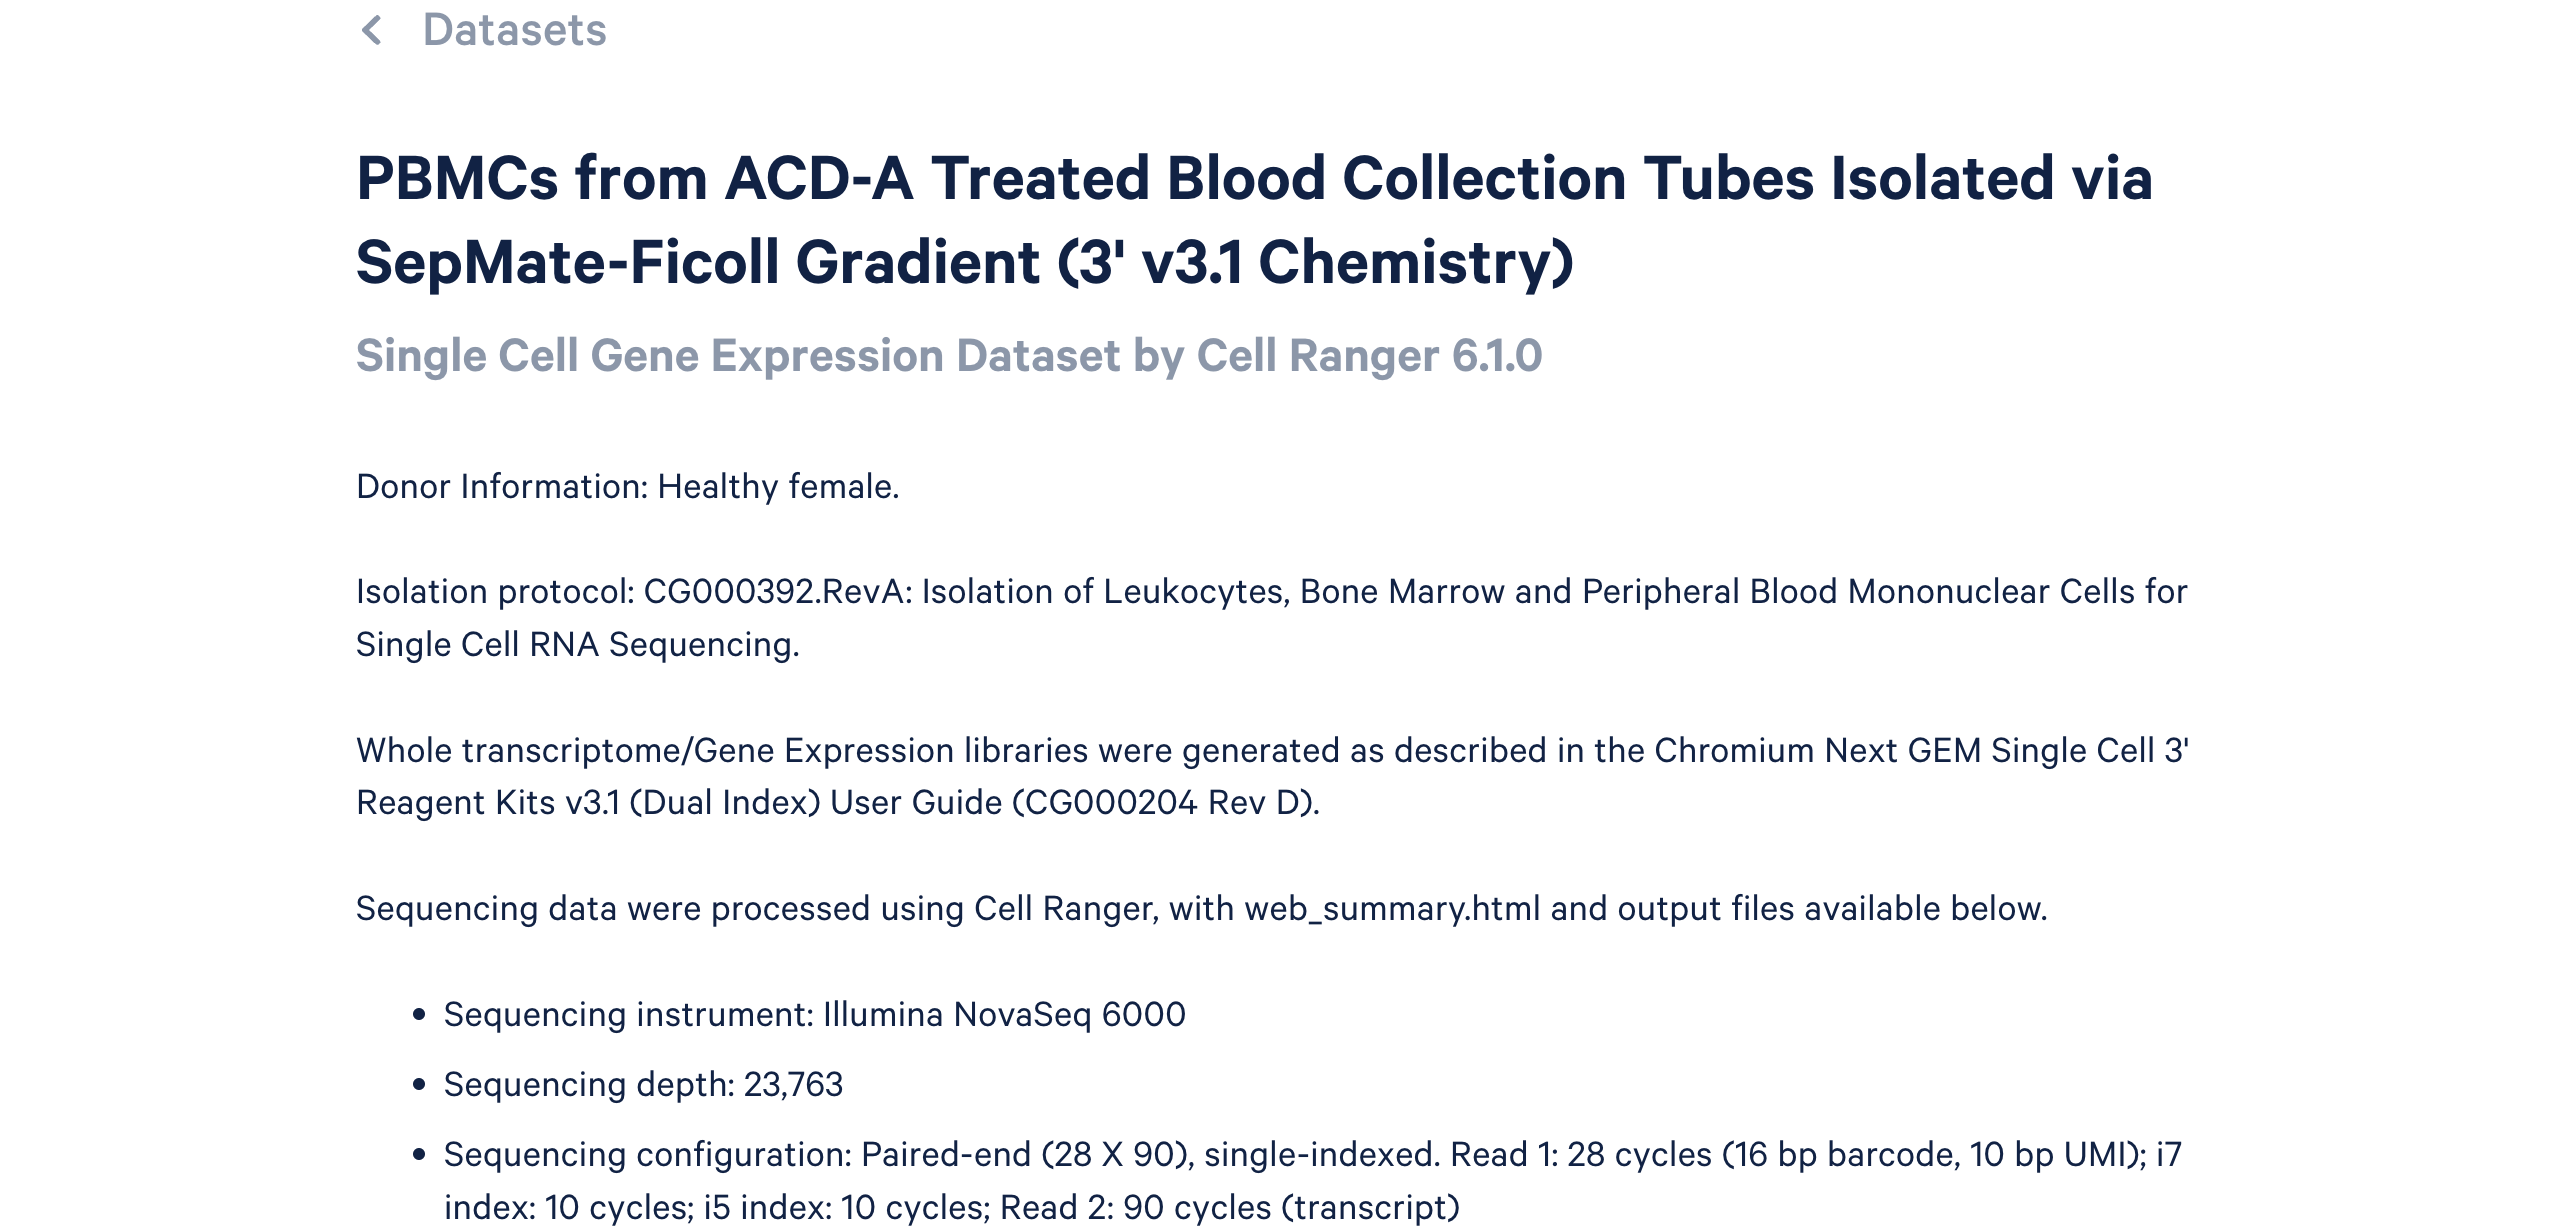 Datasets
PBMCs from ACD-A Treated Blood Collection Tubes Isolated via
SepMate-Ficoll Gradient (3' v3.1 Chemistry)
Single Cell Gene Expression Dataset by Cell Ranger 6.1.0
Donor Information: Healthy female.
Isolation protocol: CG000392.RevA: Isolation of Leukocytes, Bone Marrow and Peripheral Blood Mononuclear Cells for
Single Cell RNA Sequencing.
Whole transcriptome/Gene Expression libraries were generated as described in the Chromium Next GEM Single Cell 3'
Reagent Kits v3.1 (Dual Index) User Guide (CG000204 Rev D).
Sequencing data were processed using Cell Ranger, with web_summary.html and output files available below.
• Sequencing instrument: Illumina NovaSeq 6000
• Sequencing depth: 23,763
• Sequencing configuration: Paired-end (28 X 90), single-indexed. Read 1: 28 cycles (16 bp barcode, 10 bp UMI); i7
index: 10 cycles; i5 index: 10 cycles; Read 2: 90 cycles (transcript)